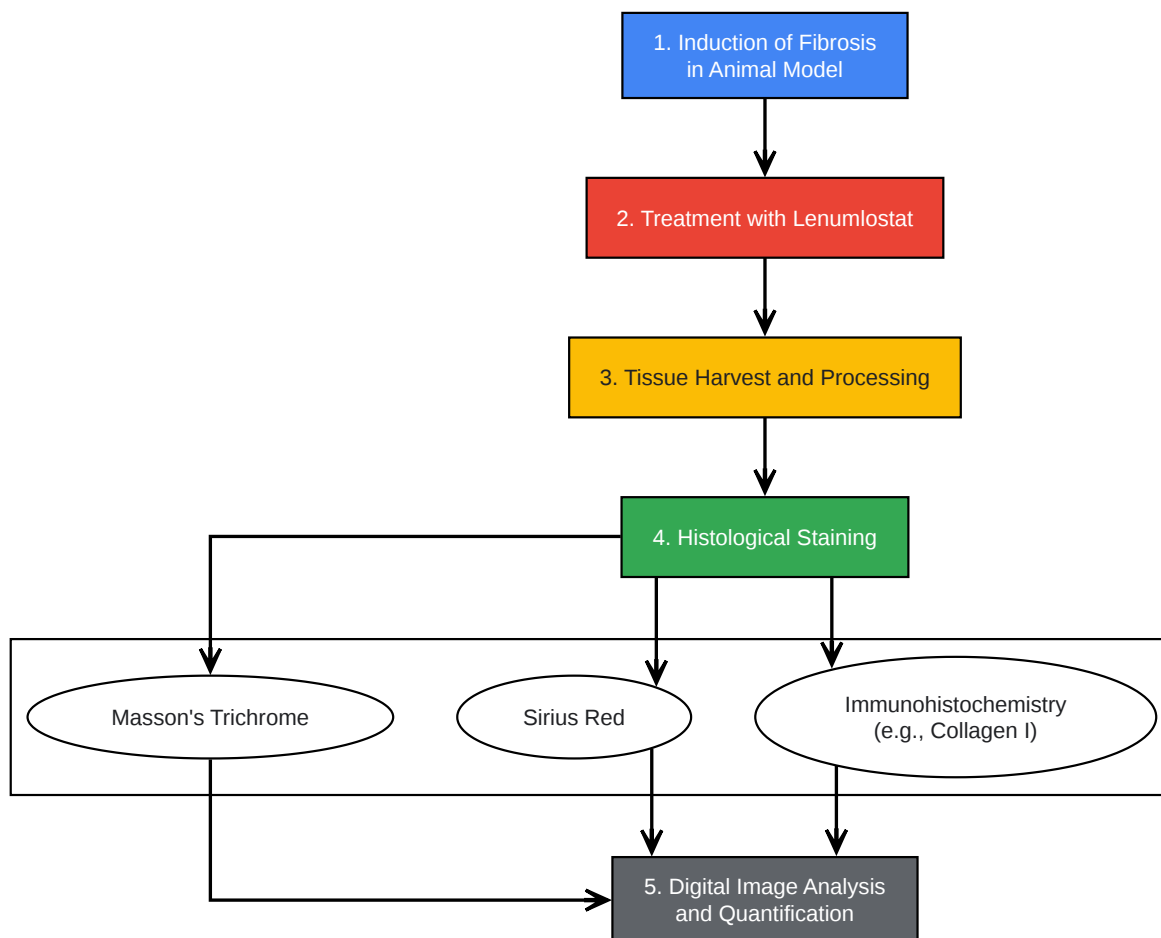 1. Induction of Fibrosis
in Animal Model
2. Treatment with Lenumlostat
3. Tissue Harvest and Processing
4. Histological Staining
Masson's Trichrome
Sirius Red
Immunohistochemistry
(e.g., Collagen I)
5. Digital Image Analysis
and Quantification